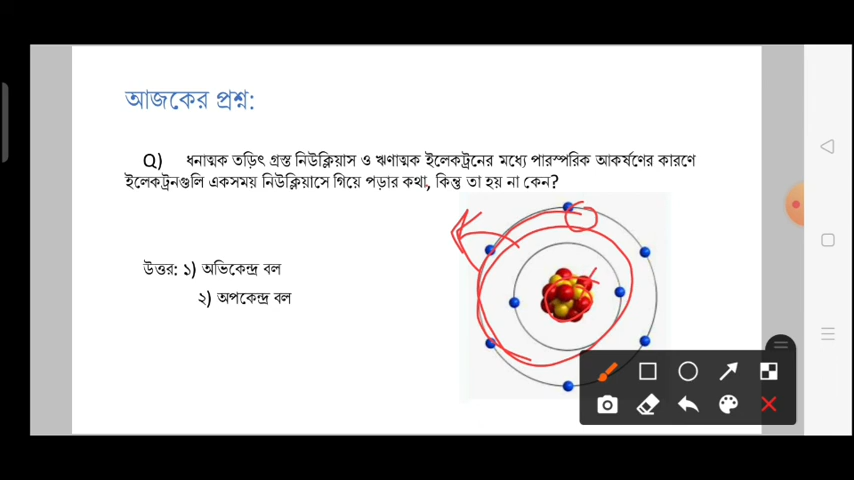 আজকের প্রশ্ন:
Q) ধনাত্মক তড়িৎ গ্রস্ত নিউক্লিয়াস ও ঋণাত্মক ইলেকট্রনের মধ্যে পারস্পরিক আকর্ষণের কারণে
ইলেকট্রনগুলি একসময় নিউক্লিয়াসে গিয়ে পড়ার কথা, কিন্তু তা হয় না কেন?
উত্তর: ১) অভিকেন্দ্র বল
২) অপকেন্দ্র বল